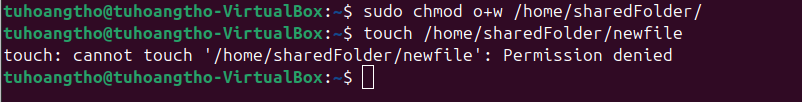 tuhoangtho@tuhoangtho-VirtualBox:~$ sudo chmod o+w /home/sharedFolder/
tuhoangtho@tuhoangtho-VirtualBox:~$ touch /home/sharedFolder/newfile
touch: cannot touch '/home/sharedFolder/newfile': Permission denied
tuhoangtho@tuhoangtho-VirtualBox:~$